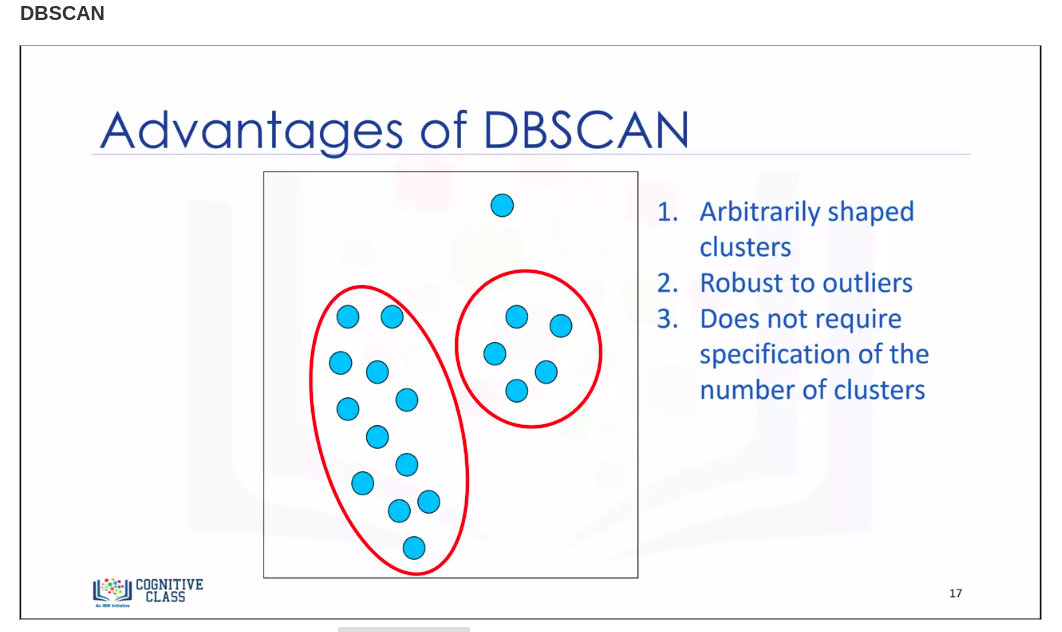 DBSCAN
Advantages of DBSCAN
1. Arbitrarily shaped
clusters
2. Robust to outliers
3. Does not require
specification of the
number of clusters
COGNITIVE
CLASS
An IBM Initiative
17